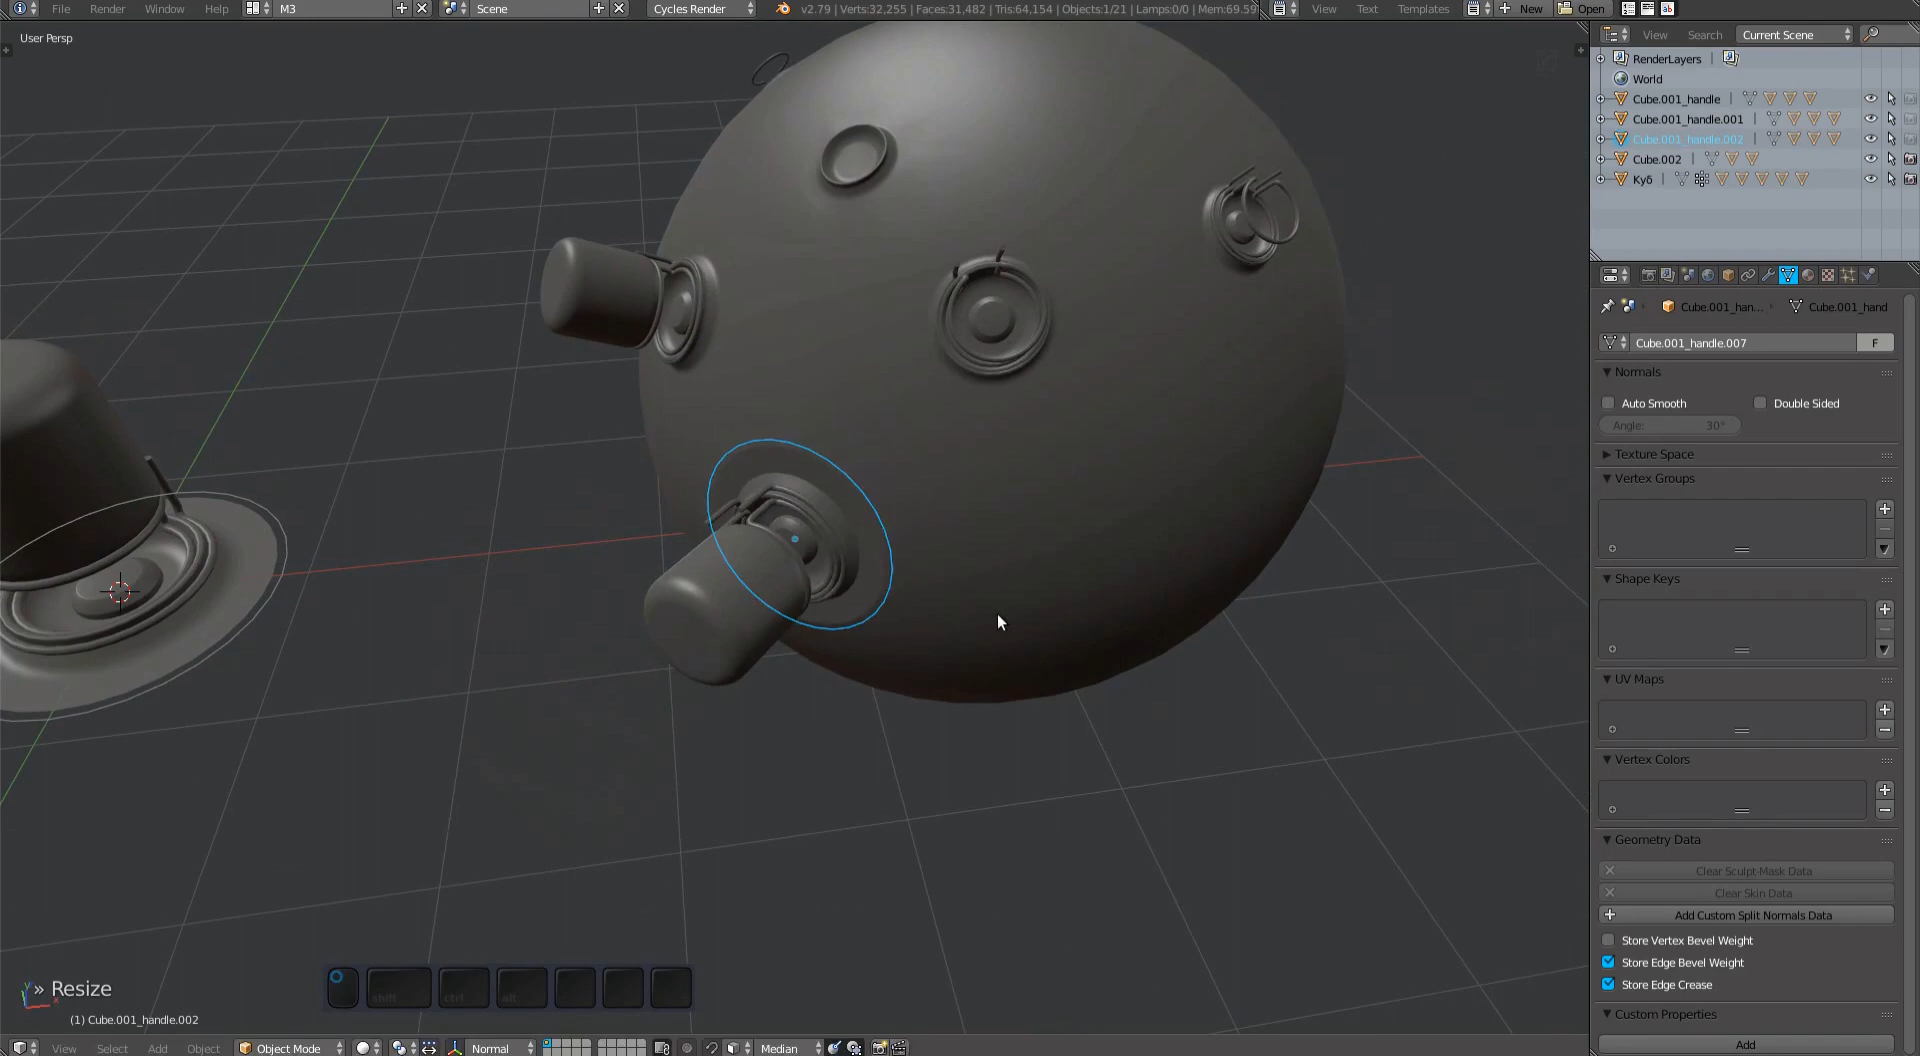 File Render Window Help M3 Scene Cycles Render v2.79 | Verts:32,255 | Faces:31,482 | Tris:64,154 | Objects:1/21 | Lamps:0/0 | Mem:69.59 View Text Templates New Open
User Persp
View Search Current Scene
RenderLayers
World
Cube.001_handle
Cube.001_handle.001
Cube.001_handle.002
Cube.002
Куб
Cube.001_han... Cube.001_hand
Cube.001_handle.007 F
Normals
Auto Smooth Double Sided
Angle: 30°
Texture Space
Vertex Groups
Shape Keys
UV Maps
Vertex Colors
Geometry Data
Clear Sculpt-Mask Data
Clear Skin Data
Add Custom Split Normals Data
Store Vertex Bevel Weight
Store Edge Bevel Weight
Store Edge Crease
Custom Properties
Add
shift ctrl alt
» Resize
(1) Cube.001_handle.002
View Select Add Object Object Mode Normal Median